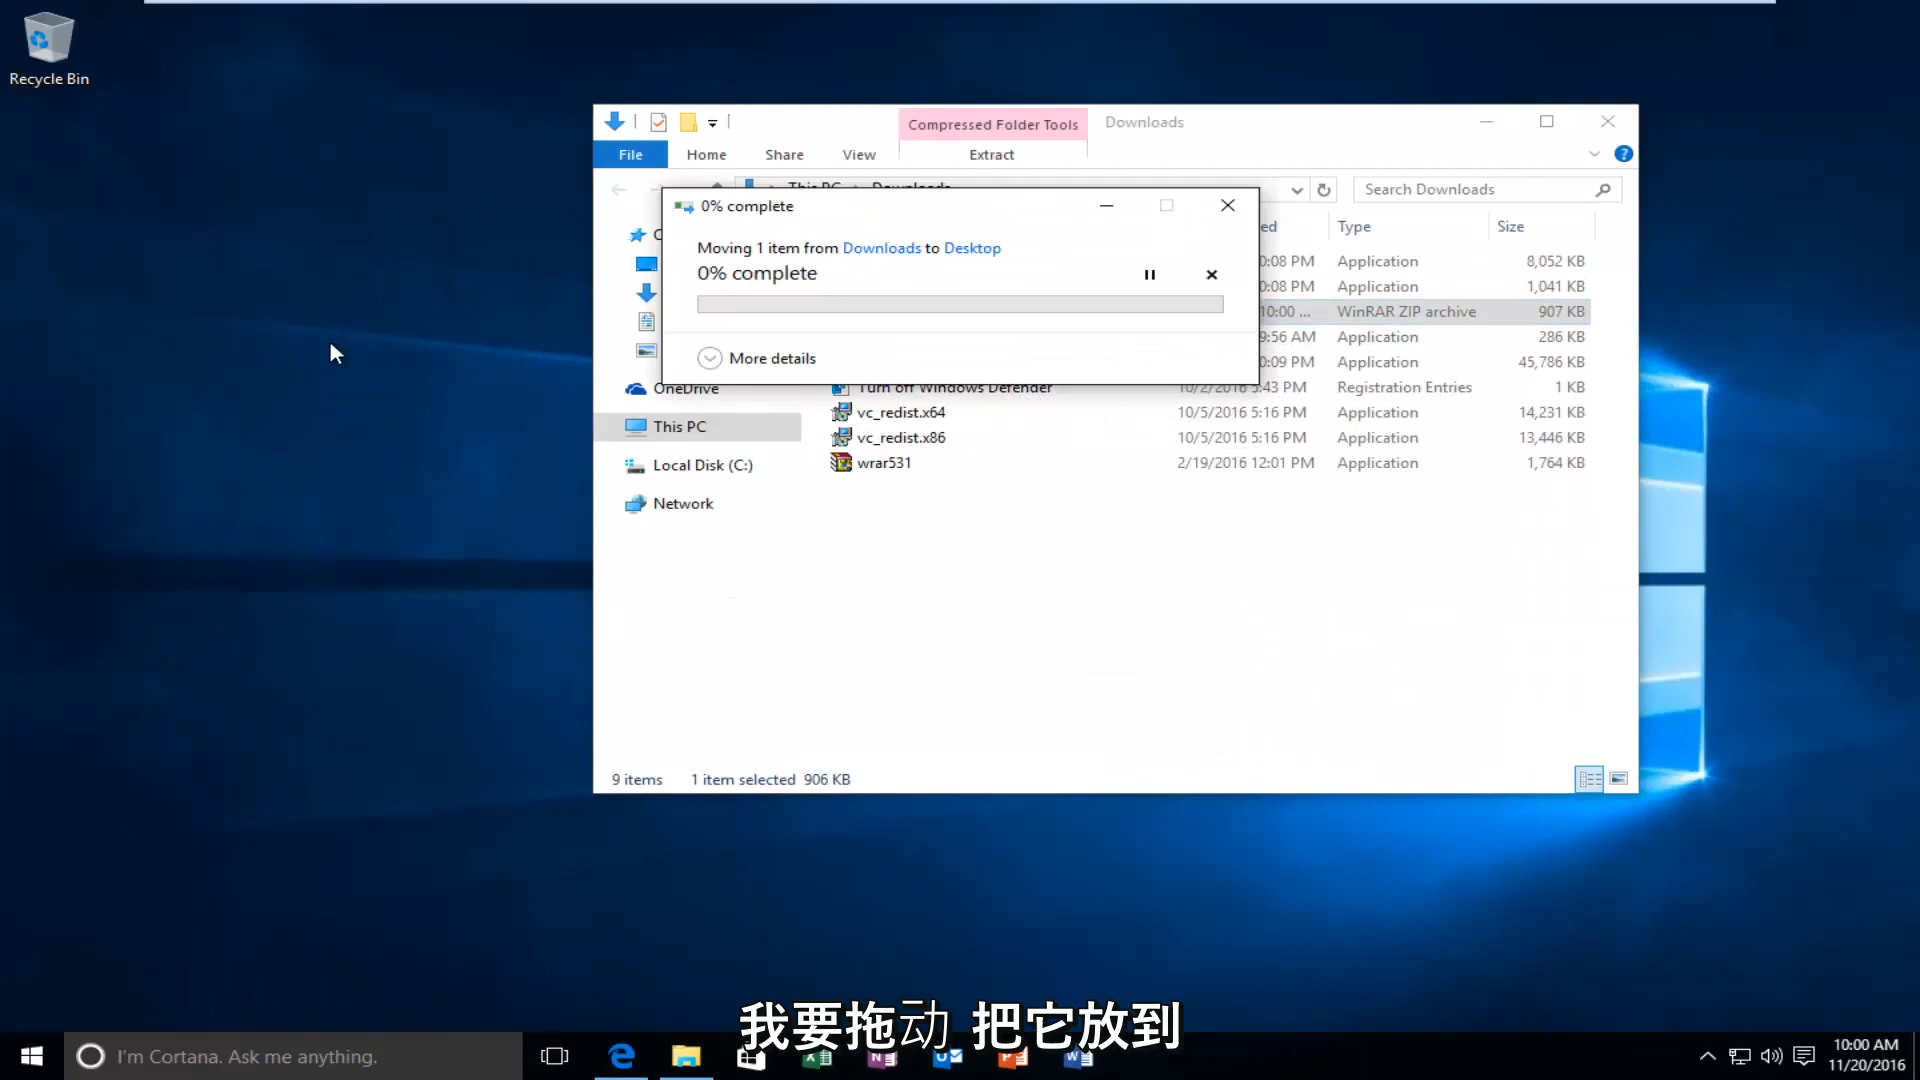 Recycle Bin
Compressed Folder Tools
Downloads
File
Home
Share
View
Extract
Search Downloads
0% complete
Moving 1 item from Downloads to Desktop
0% complete
More details
Type
Size
0:08 PM Application 8,052 KB
0:08 PM Application 1,041 KB
10:00 ... WinRAR ZIP archive 907 KB
9:56 AM Application 286 KB
0:09 PM Application 45,786 KB
OneDrive
Turn off Windows Defender 10/2/2016 5:43 PM Registration Entries 1 KB
vc_redist.x64 10/5/2016 5:16 PM Application 14,231 KB
This PC
vc_redist.x86 10/5/2016 5:16 PM Application 13,446 KB
Local Disk (C:)
wrar531 2/19/2016 12:01 PM Application 1,764 KB
Network
9 items 1 item selected 906 KB
我要拖动 把它放到
I'm Cortana. Ask me anything.
10:00 AM
11/20/2016